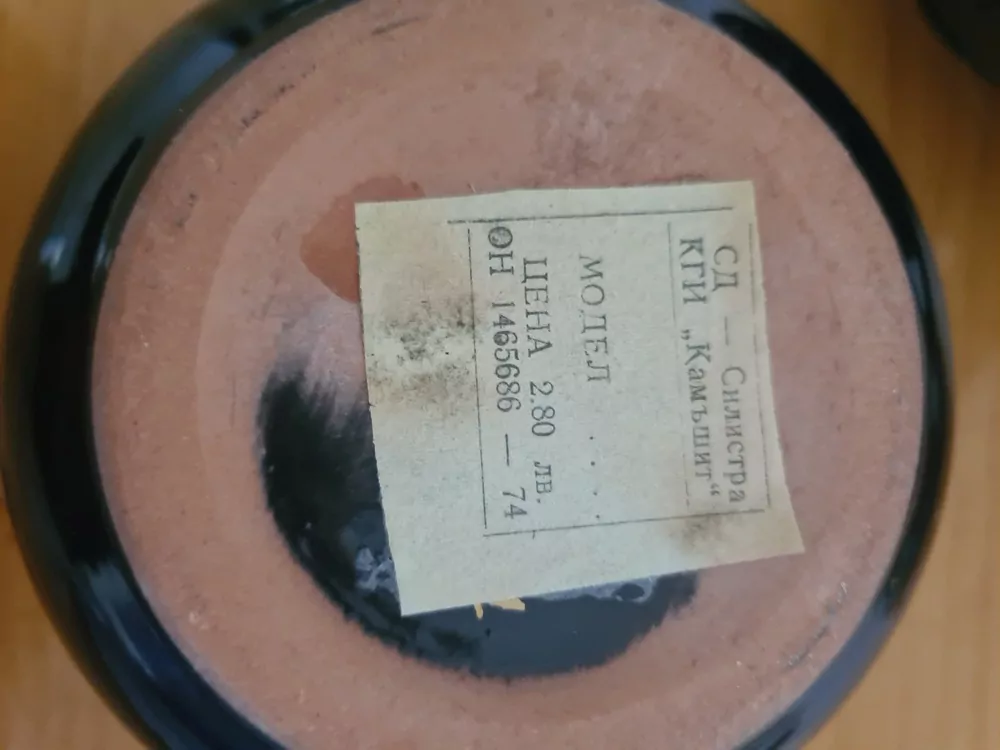 СД — Силистра
КГИ „Камъшит“
МОДЕЛ . . . .
ЦЕНА 2.80 лв.
ОН 1465686 — 74